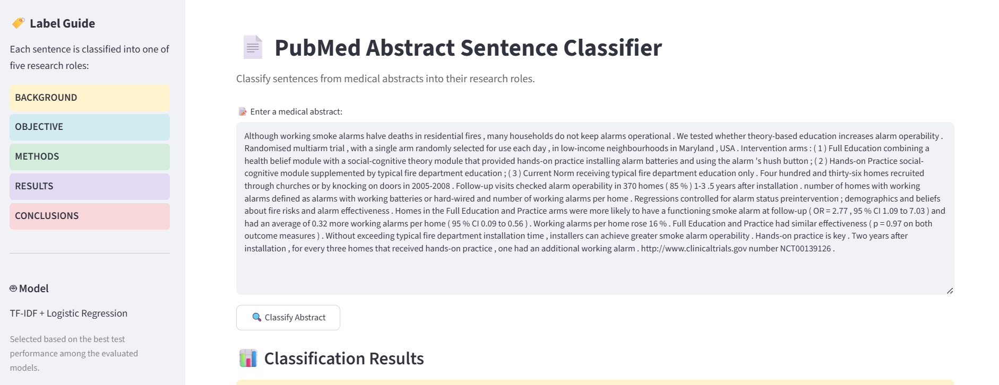 Label Guide
Each sentence is classified into one of
five research roles:
BACKGROUND
OBJECTIVE
METHODS
RESULTS
CONCLUSIONS
Model
TF-IDF + Logistic Regression
Selected based on the best test
performance among the evaluated
models.
PubMed Abstract Sentence Classifier
Classify sentences from medical abstracts into their research roles.
Enter a medical abstract:
Although working smoke alarms halve deaths in residential fires , many households do not keep alarms operational . We tested whether theory-based education increases alarm operability .
Randomised multiarm trial , with a single arm randomly selected for use each day , in low-income neighbourhoods in Maryland , USA . Intervention arms : ( 1 ) Full Education combining a
health belief module with a social-cognitive theory module that provided hands-on practice installing alarm batteries and using the alarm 's hush button ; ( 2 ) Hands-on Practice social-
cognitive module supplemented by typical fire department education ; ( 3 ) Current Norm receiving typical fire department education only . Four hundred and thirty-six homes recruited
through churches or by knocking on doors in 2005-2008 . Follow-up visits checked alarm operability in 370 homes ( 85 % ) 1-3 .5 years after installation . number of homes with working
alarms defined as alarms with working batteries or hard-wired and number of working alarms per home . Regressions controlled for alarm status preintervention ; demographics and beliefs
about fire risks and alarm effectiveness . Homes in the Full Education and Practice arms were more likely to have a functioning smoke alarm at follow-up ( OR = 2.77 , 95 % CI 1.09 to 7.03 ) and
had an average of 0.32 more working alarms per home ( 95 % CI 0.09 to 0.56 ) . Working alarms per home rose 16 % . Full Education and Practice had similar effectiveness ( p = 0.97 on both
outcome measures ) . Without exceeding typical fire department installation time , installers can achieve greater smoke alarm operability . Hands-on practice is key . Two years after
installation , for every three homes that received hands-on practice , one had an additional working alarm . http://www.clinicaltrials.gov number NCT00139126 .
Classify Abstract
Classification Results